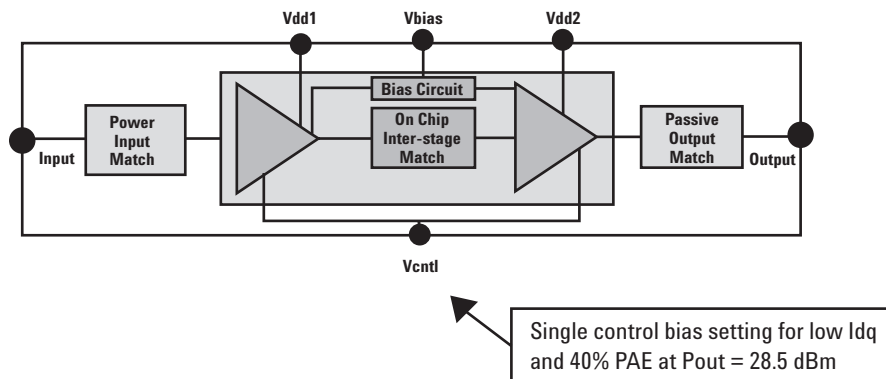 Vdd1
Vbias
Vdd2
Bias Circuit
Power
Input
Match
On Chip
Inter-stage
Match
Passive
Output
Match
Input
Output
Vcntl
Single control bias setting for low Idq
and 40% PAE at Pout = 28.5 dBm